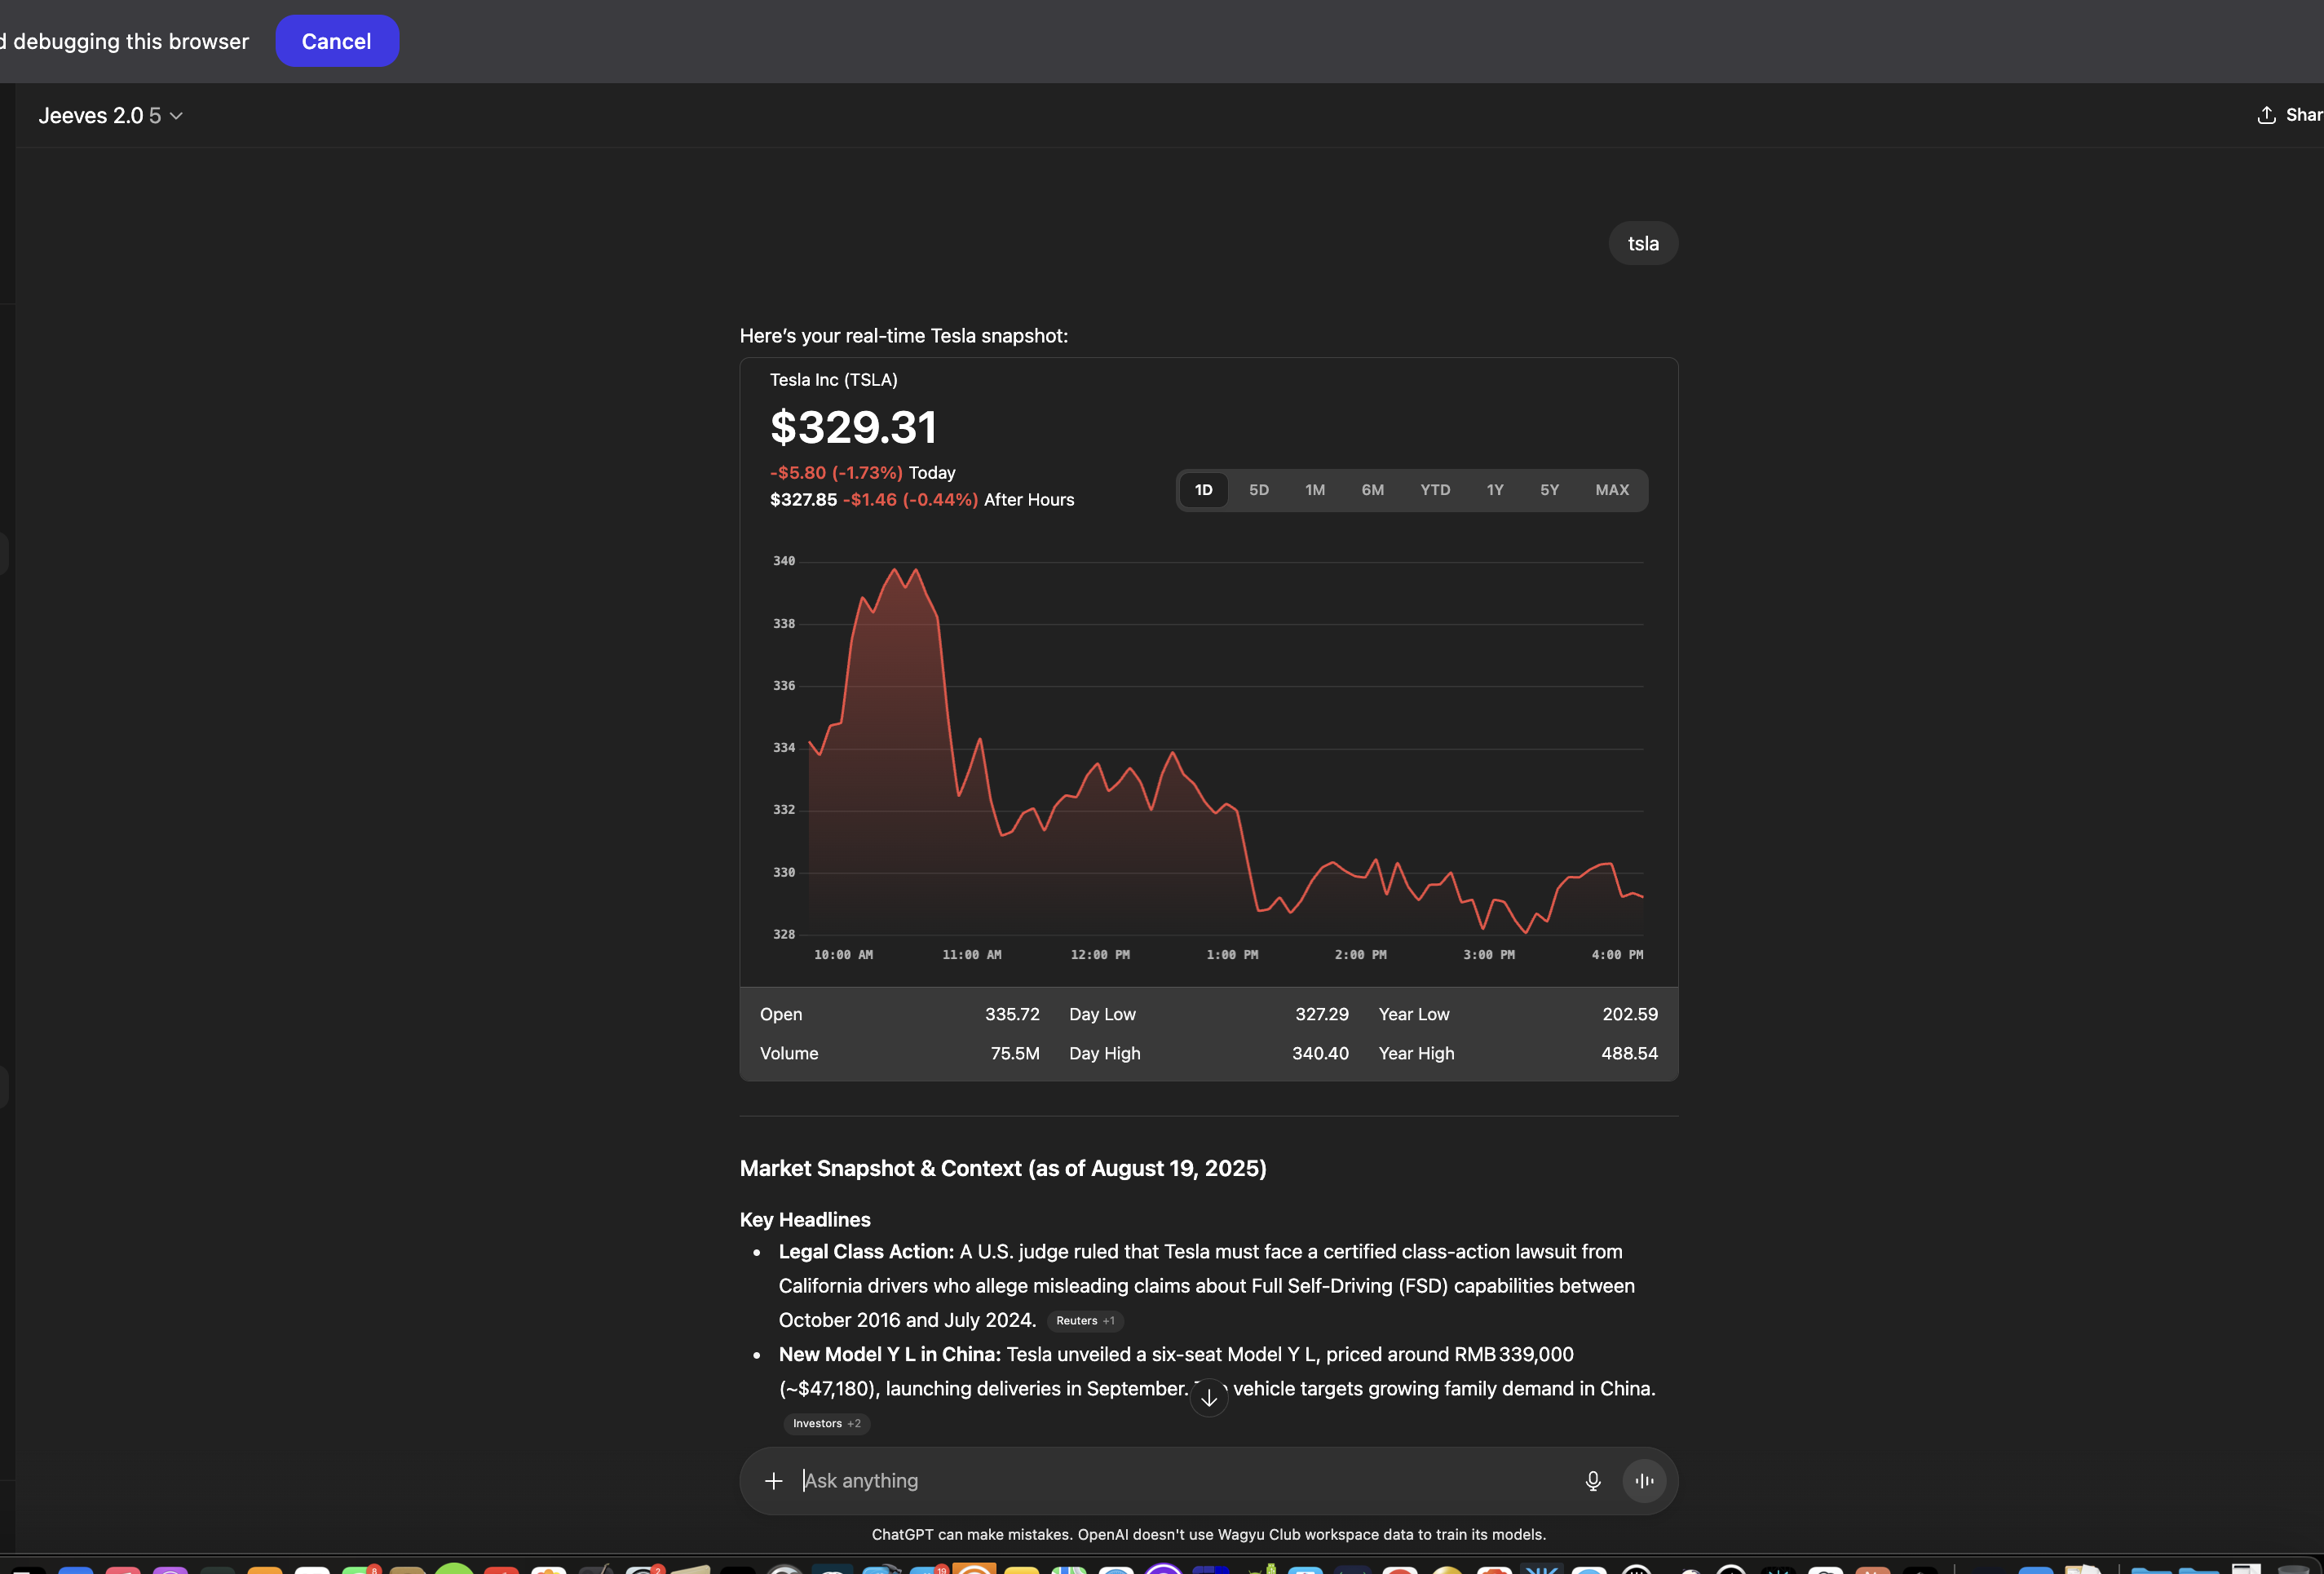 debugging this browser
Cancel
Jeeves 2.0 5
tsla
Here's your real-time Tesla snapshot:
Tesla Inc (TSLA)
$329.31
-$5.80 (-1.73%) Today
$327.85 -$1.46 (-0.44%) After Hours
1D 5D 1M 6M YTD 1Y 5Y MAX
340
338
336
334
332
330
328
10:00 AM 11:00 AM 12:00 PM 1:00 PM 2:00 PM 3:00 PM 4:00 PM
Open 335.72 Day Low 327.29 Year Low 202.59
Volume 75.5M Day High 340.40 Year High 488.54
Market Snapshot & Context (as of August 19, 2025)
Key Headlines
• Legal Class Action: A U.S. judge ruled that Tesla must face a certified class-action lawsuit from
California drivers who allege misleading claims about Full Self-Driving (FSD) capabilities between
October 2016 and July 2024. Reuters +1
• New Model Y L in China: Tesla unveiled a six-seat Model Y L, priced around RMB 339,000
(~$47,180), launching deliveries in September. vehicle targets growing family demand in China.
Investors +2
Ask anything
ChatGPT can make mistakes. OpenAI doesn't use Wagyu Club workspace data to train its models.
8 2 19